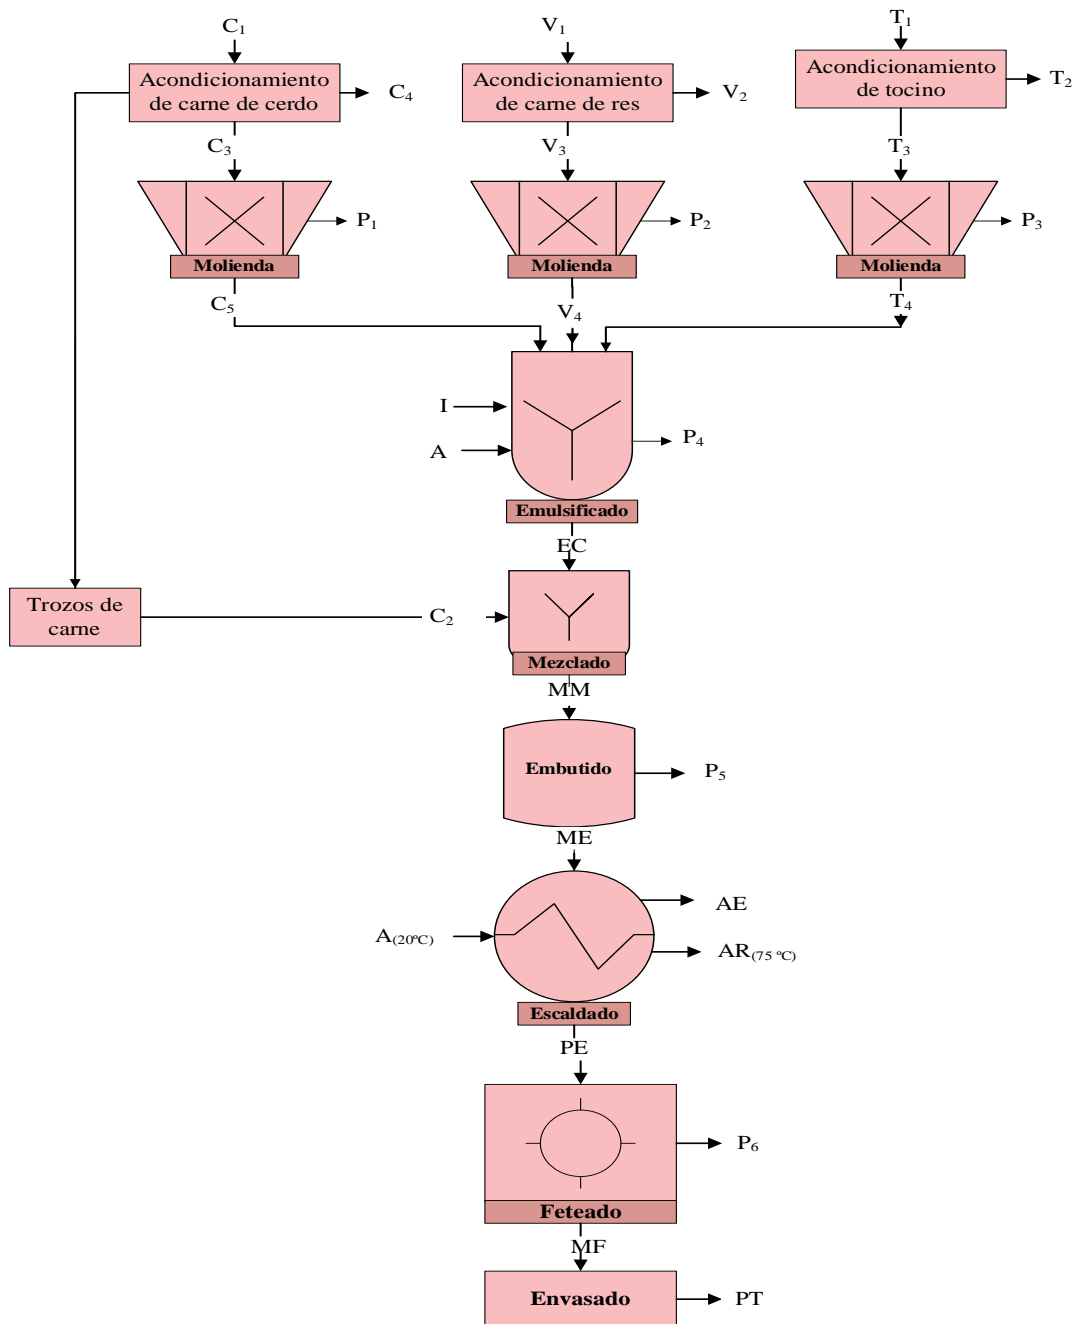 C1
V1
T1
Acondicionamiento
de carne de cerdo
C4
Acondicionamiento
de carne de res
V2
Acondicionamiento
de tocino
T2
C3
V3
T3
P1
P2
P3
Molienda
Molienda
Molienda
C5
V4
T4
I
A
P4
Emulsificado
EC
Trozos de
carne
C2
Mezclado
MM
Embutido
P5
ME
A(20ºC)
AE
AR(75 ºC)
Escaldado
PE
P6
Feteado
MF
Envasado
PT